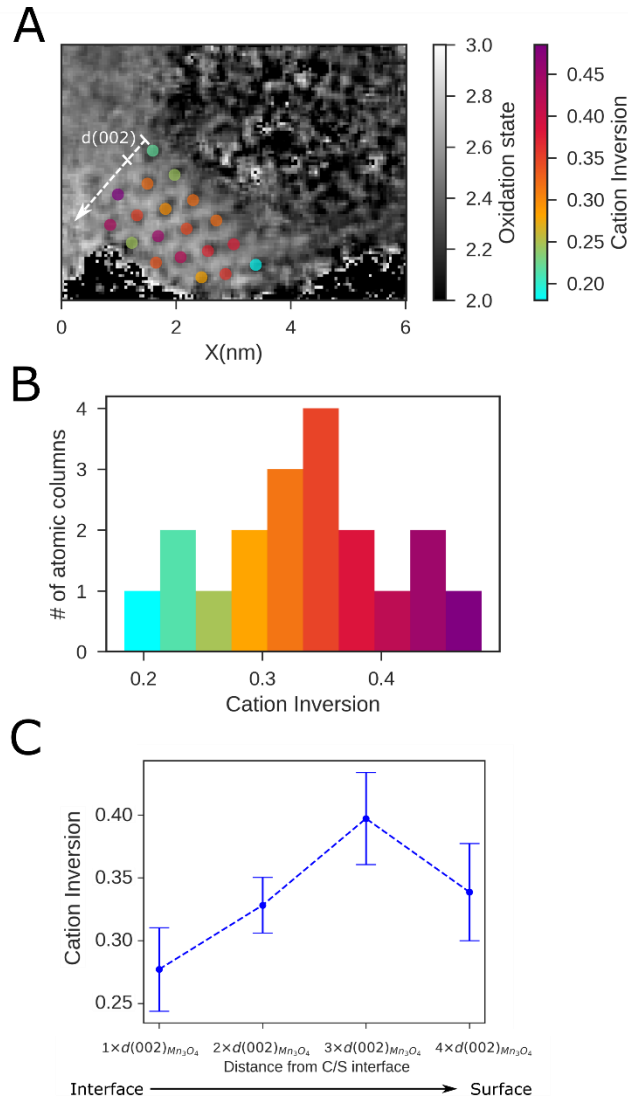 A
d(002)
3.0
2.8
2.6
2.4
2.2
2.0
Oxidation state
0.45
0.40
0.35
0.30
0.25
0.20
Cation Inversion
0 2 4 6
X(nm)
B
4
3
2
1
0
# of atomic columns
0.2 0.3 0.4
Cation Inversion
C
0.40
0.35
0.30
0.25
Cation Inversion
1×d(002)Mn3O4 2×d(002)Mn3O4 3×d(002)Mn3O4 4×d(002)Mn3O4
Distance from C/S interface
Interface Surface